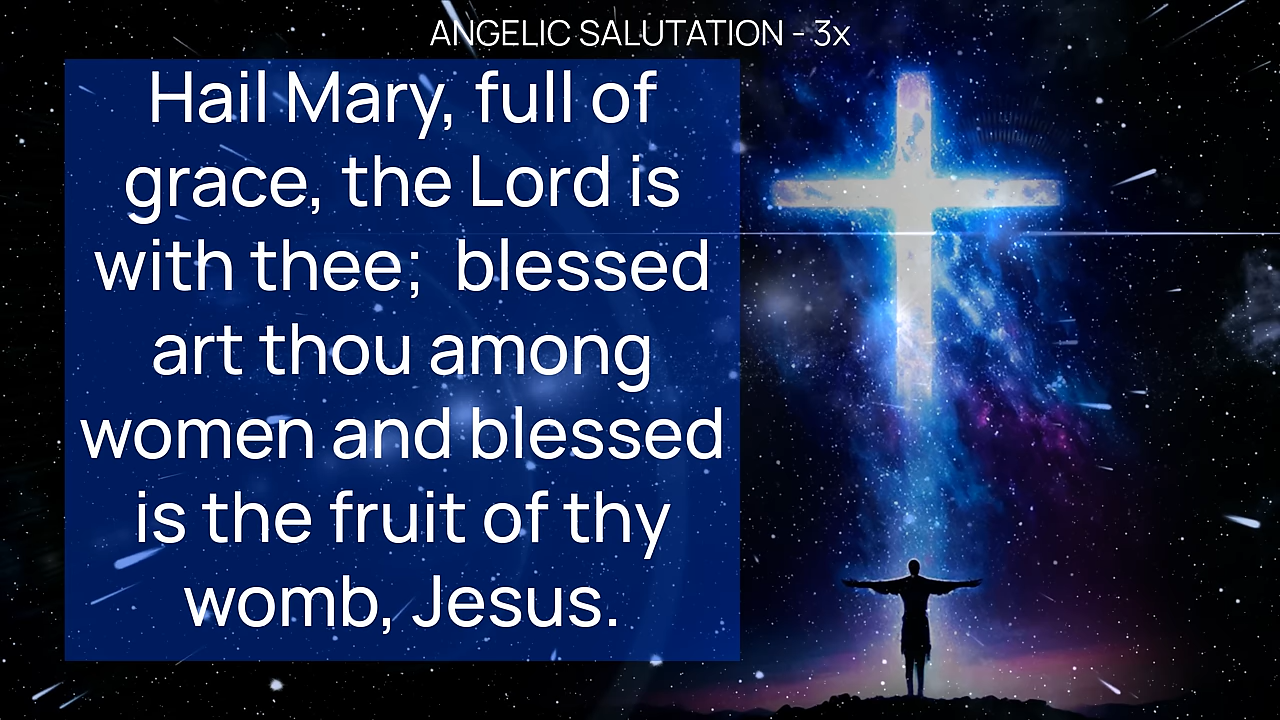 ANGELIC SALUTATION - 3x
Hail Mary, full of
grace, the Lord is
with thee;  blessed
art thou among
women and blessed
is the fruit of thy
womb, Jesus.